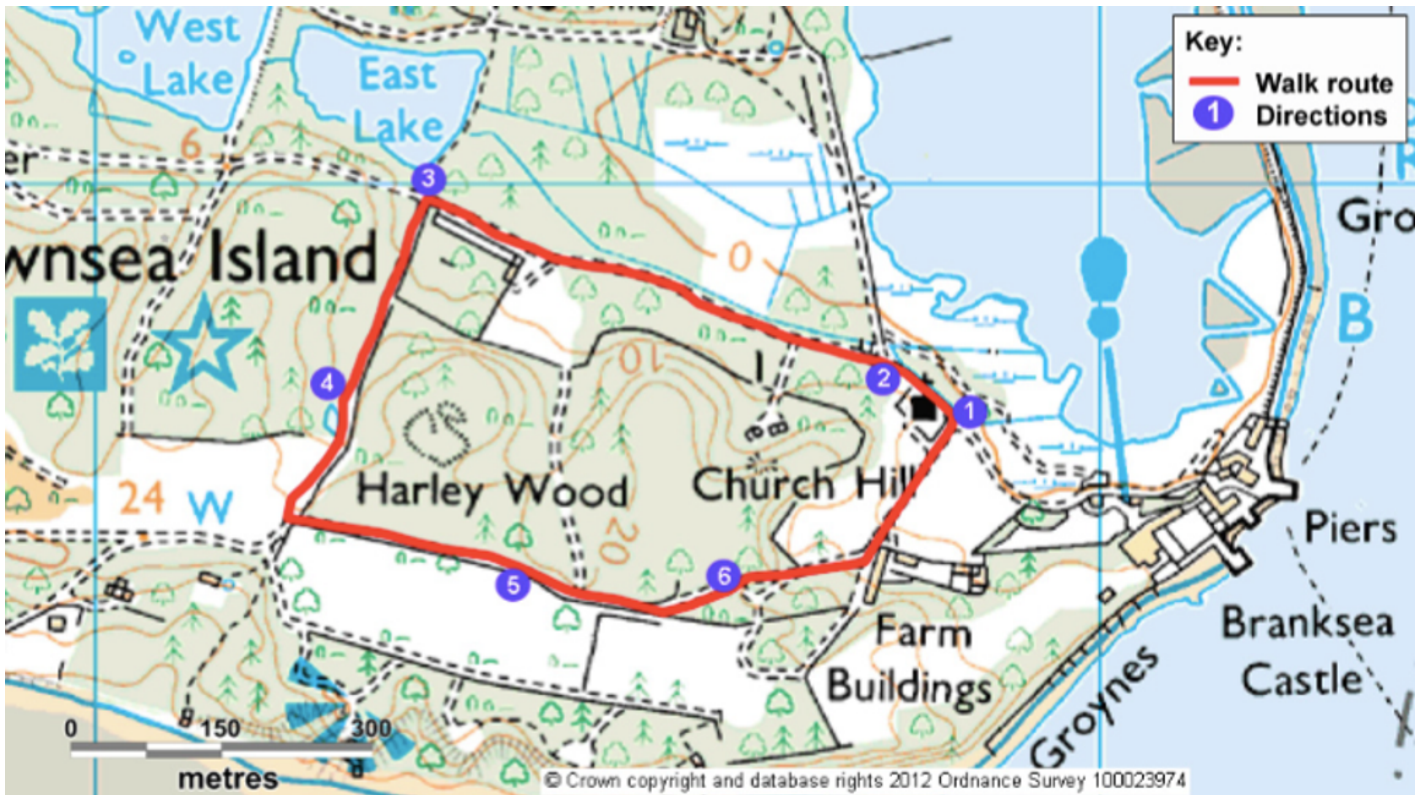 West
Lake
East
Lake
Key:
Walk route
1 Directions
6
er
3
Gro
0
wnsea Island
B
10
4
2
1
24 W
Harley Wood
Church Hill
20
Piers
5
6
Farm
Buildings
Branksea
Castle
Groynes
0 150 300
metres
© Crown copyright and database rights 2012 Ordnance Survey 100023974